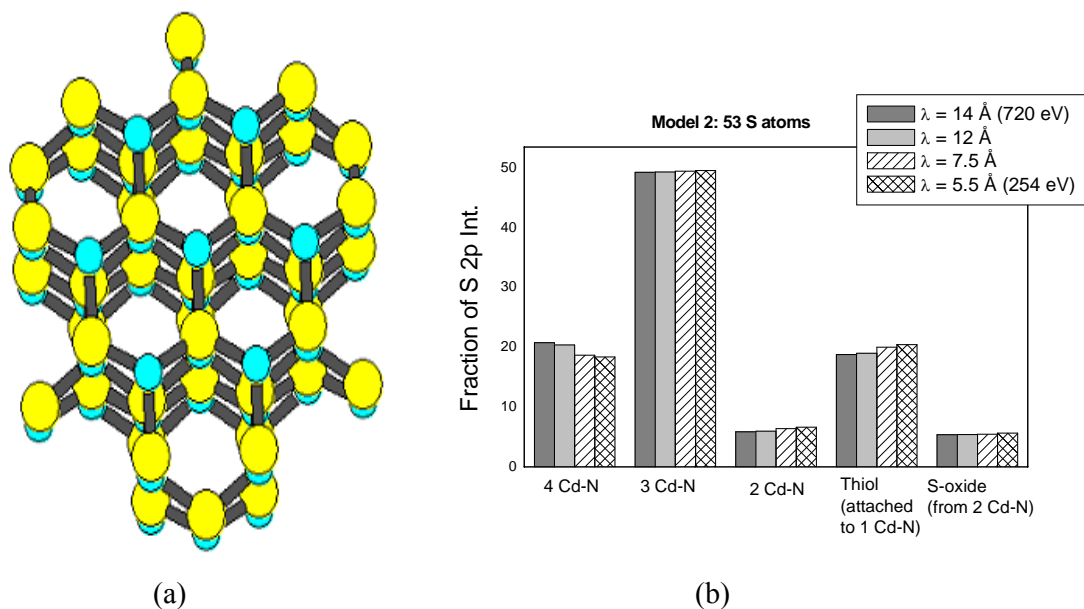 λ = 14 Å (720 eV)
λ = 12 Å
λ = 7.5 Å
λ = 5.5 Å (254 eV)
Model 2: 53 S atoms
Fraction of S 2p Int.
50
40
30
20
10
0
4 Cd-N
3 Cd-N
2 Cd-N
Thiol
(attached
to 1 Cd-N)
S-oxide
(from 2 Cd-N)
(a)
(b)